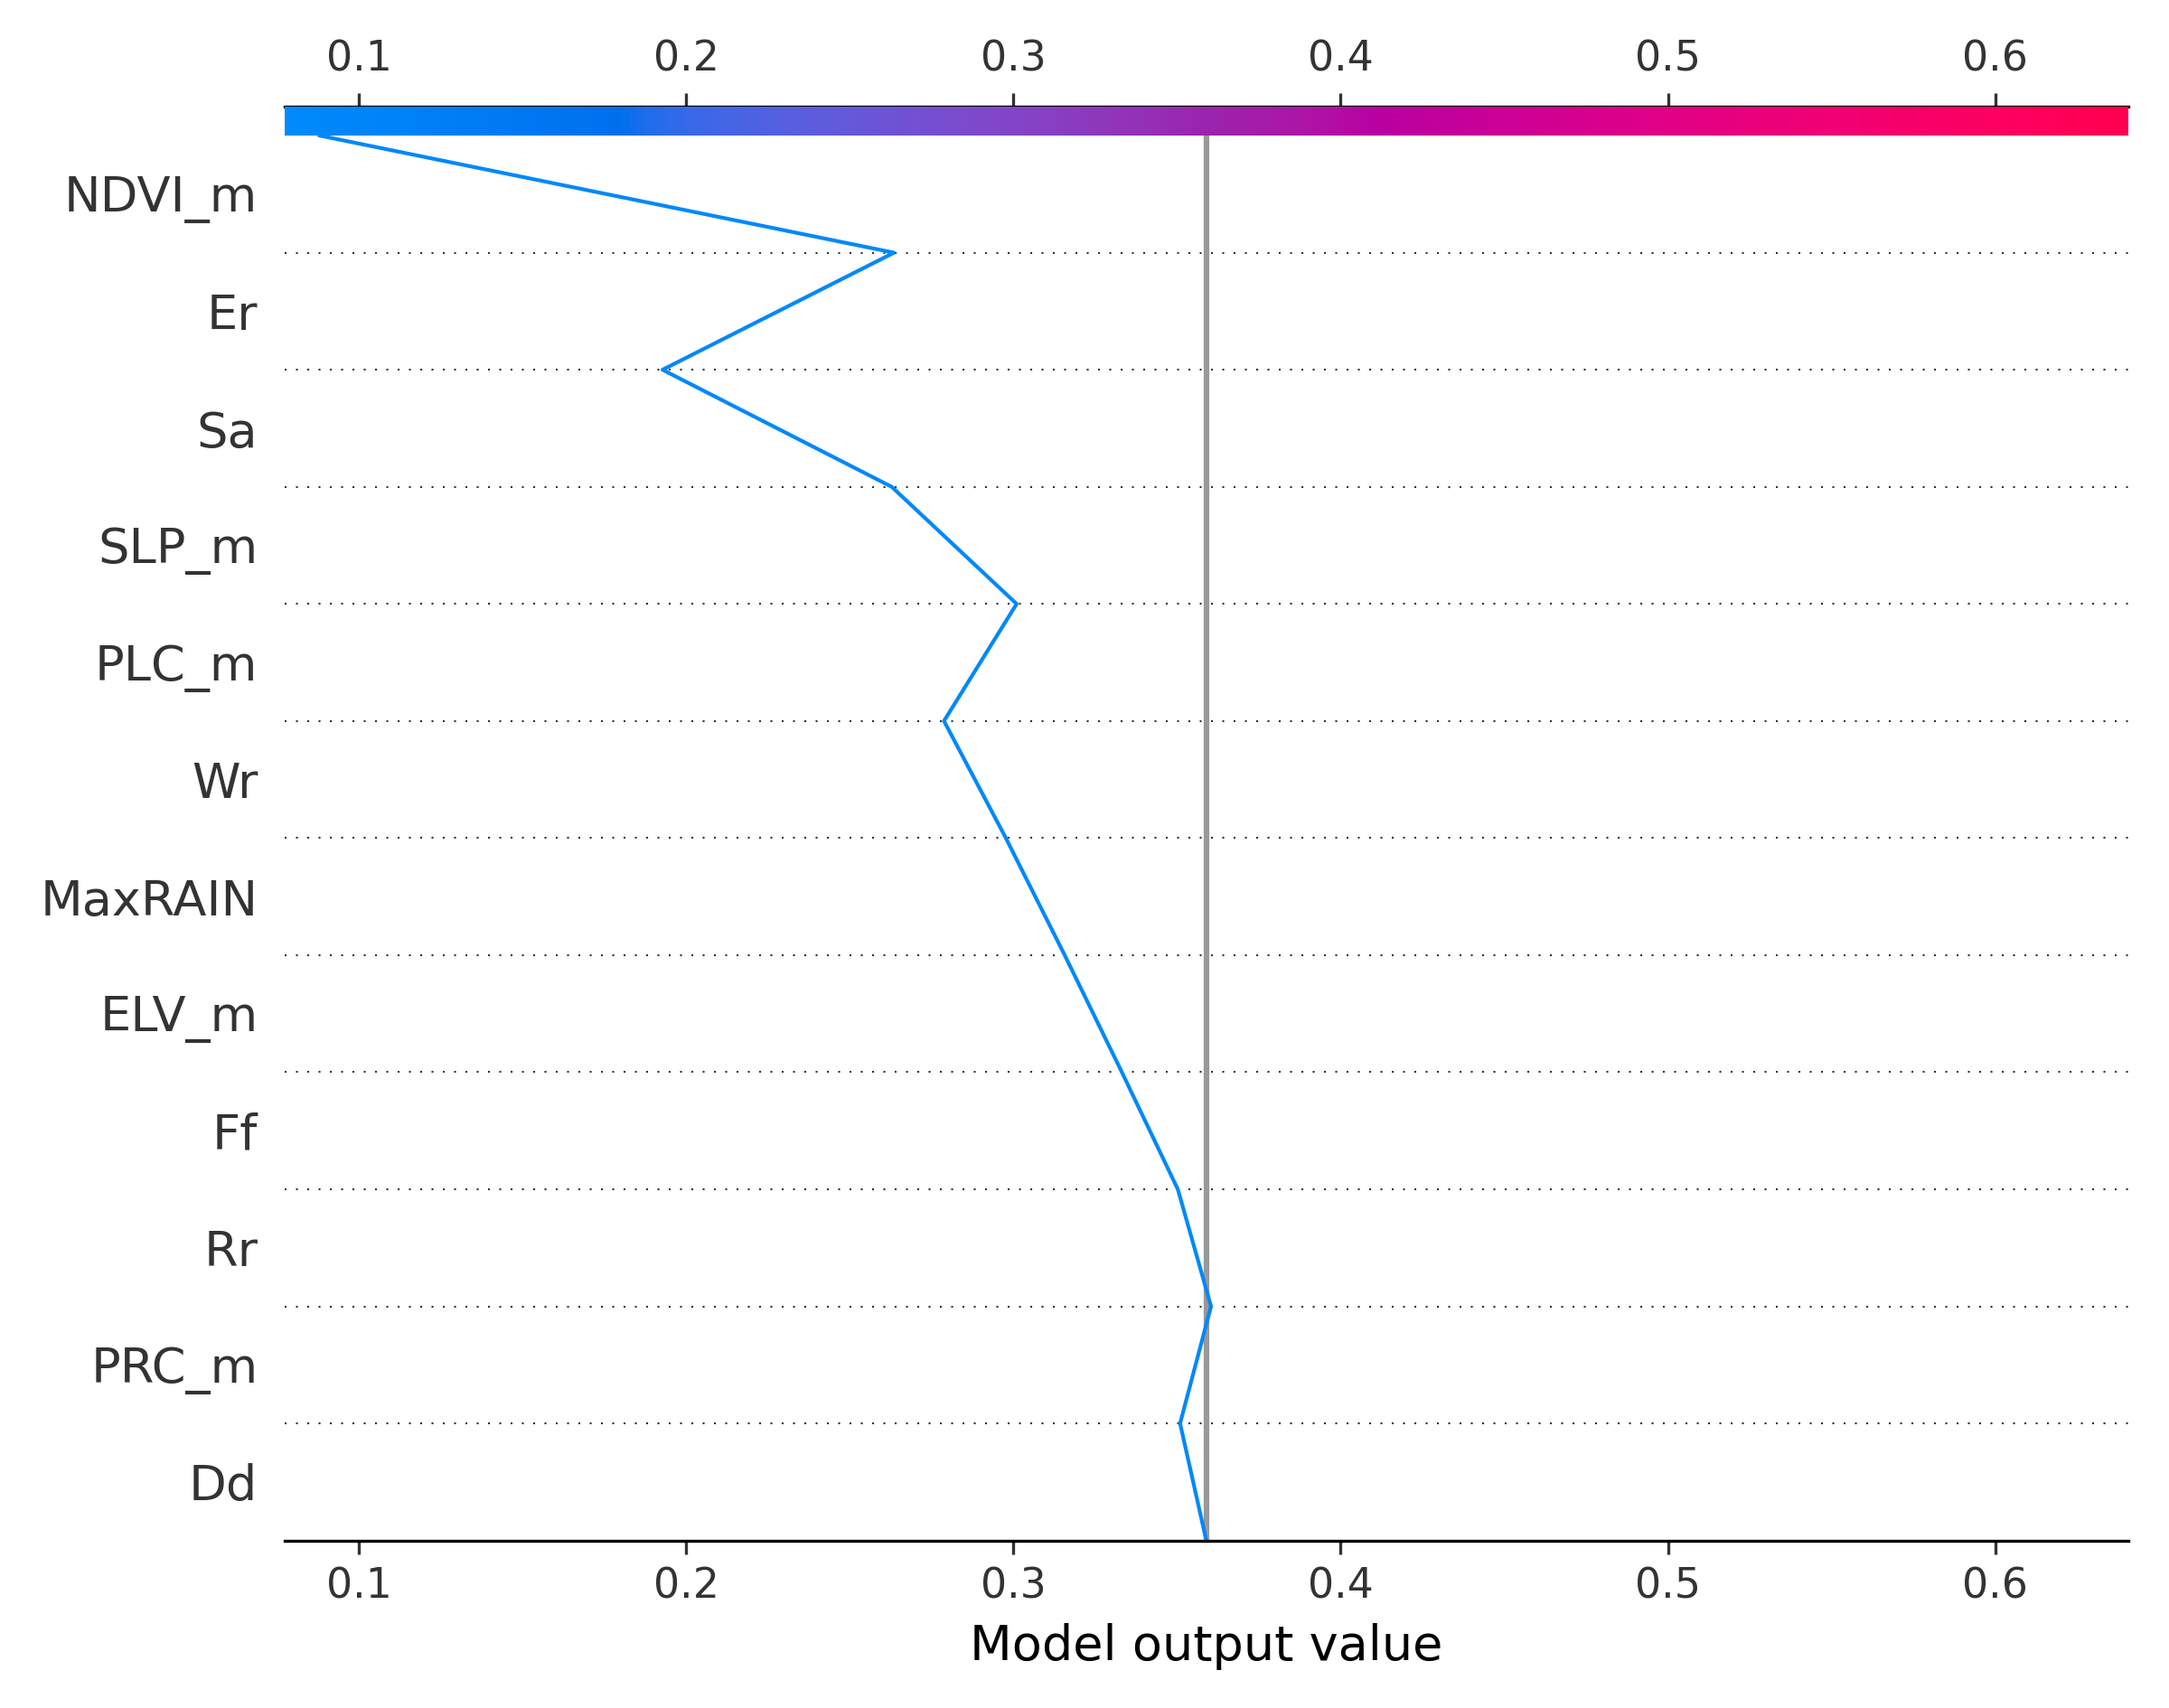 0.1 0.2 0.3 0.4 0.5 0.6
NDVI_m
Er
Sa
SLP_m
PLC_m
Wr
MaxRAIN
ELV_m
Ff
Rr
PRC_m
Dd
0.1 0.2 0.3 0.4 0.5 0.6
Model output value